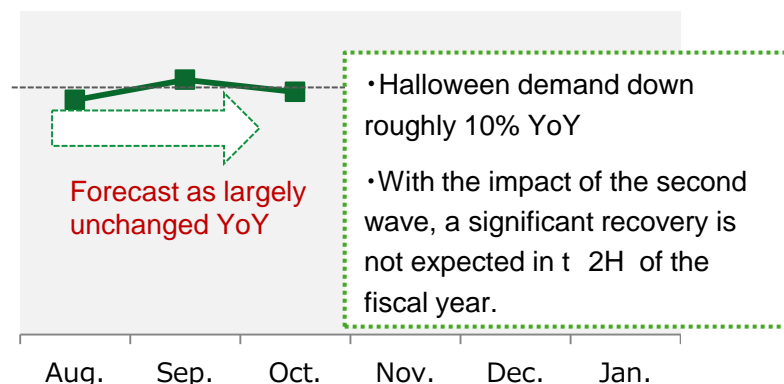 ・Halloween demand down
roughly 10% YoY
・With the impact of the second
wave, a significant recovery is
not expected in t 2H of the
fiscal year.
Forecast as largely
unchanged YoY
Aug. Sep. Oct. Nov. Dec. Jan.